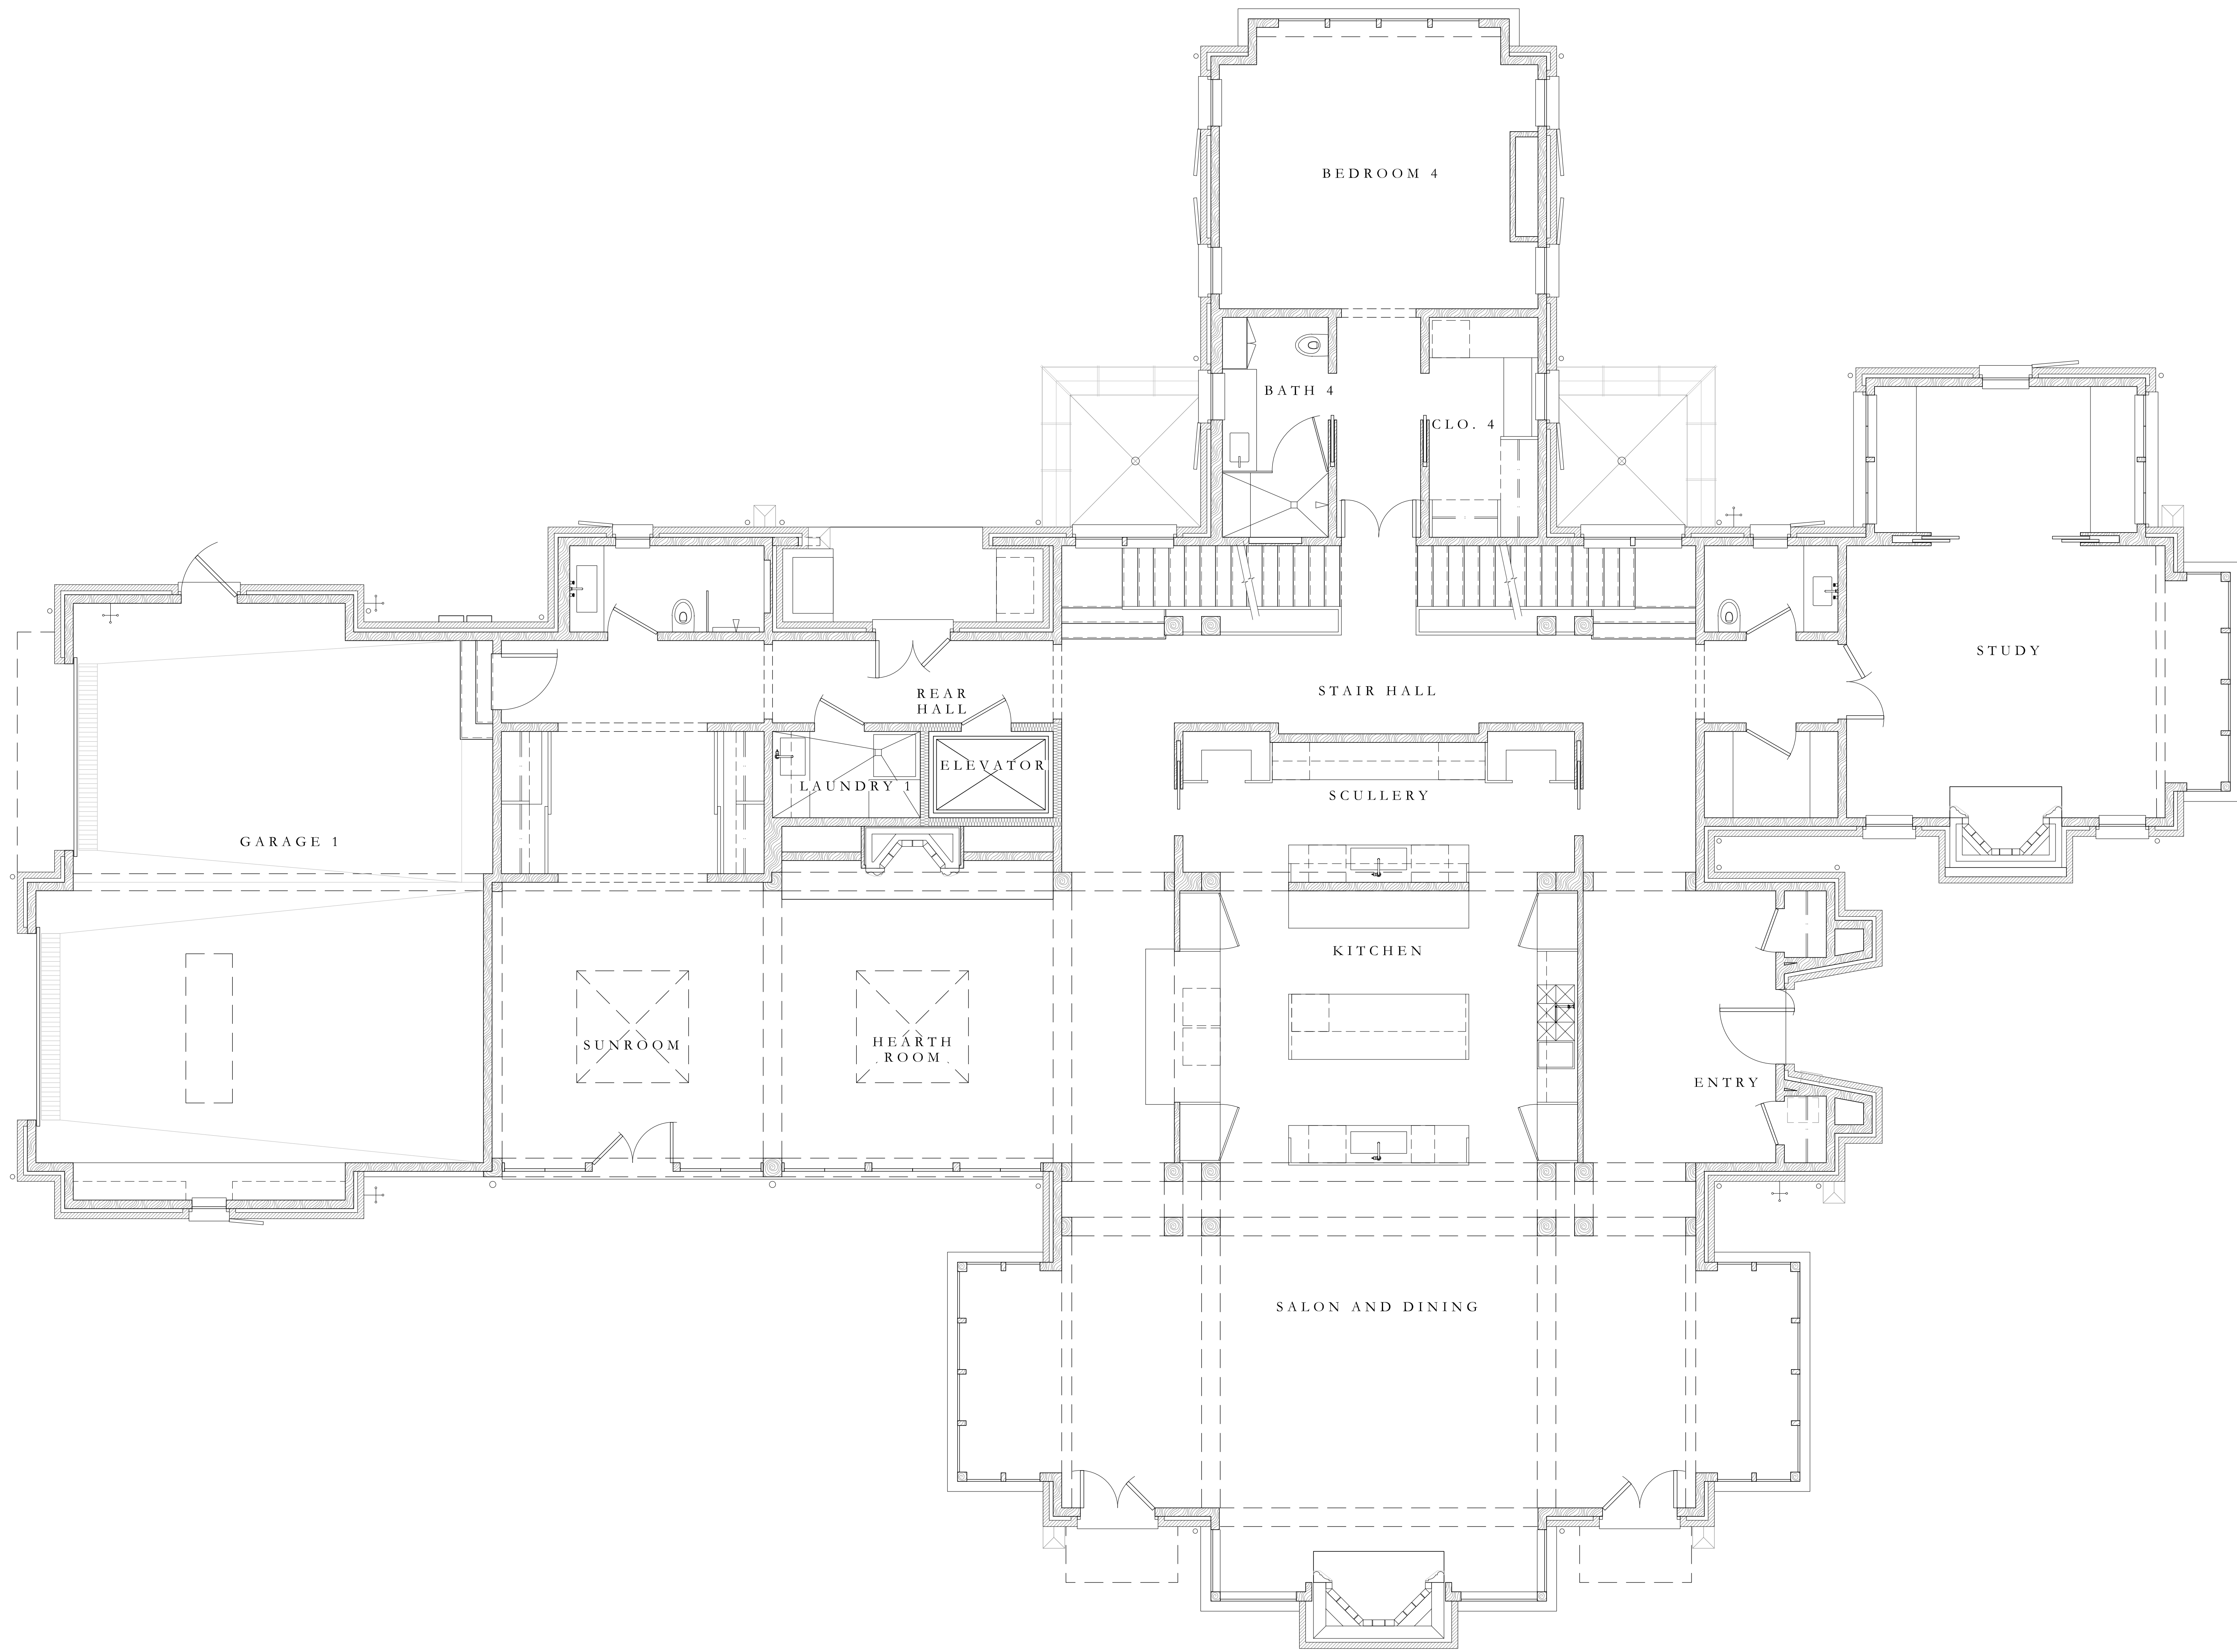 BEDROOM 4
BATH 4
CLO. 4
STUDY
REAR
HALL
STAIR HALL
ELEVATOR
LAUNDRY 1
SCULLERY
GARAGE 1
KITCHEN
SUNROOM
HEARTH
ROOM
ENTRY
SALON AND DINING